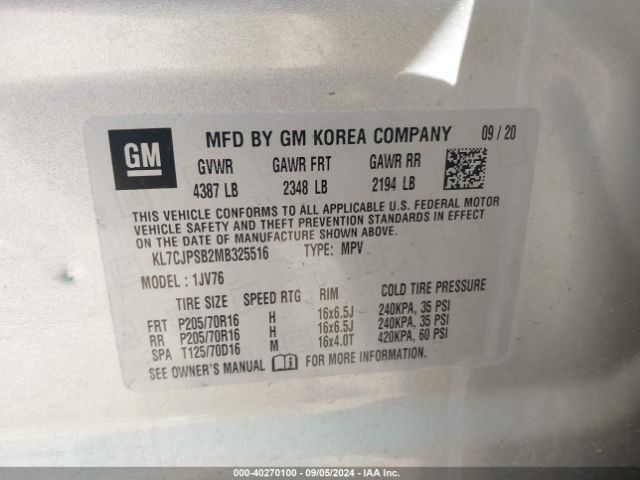 GM MFD BY GM KOREA COMPANY 09/20
GVWR GAWR FRT GAWR RR
4387 LB 2348 LB 2194 LB
THIS VEHICLE CONFORMS TO ALL APPLICABLE U.S. FEDERAL MOTOR
VEHICLE SAFETY AND THEFT PREVENTION STANDARDS IN EFFECT
ON THE DATE OF MANUFACTURE SHOWN ABOVE.
KL7CJPSB2MB325516 TYPE: MPV
MODEL : 1JV76
TIRE SIZE SPEED RTG RIM COLD TIRE PRESSURE
FRT P205/70R16 H 16x6.5J 240KPA, 35 PSI
RR P205/70R16 H 16x6.5J 240KPA, 35 PSI
SPA T125/70D16 M 16x4.0T 420KPA, 60 PSI
SEE OWNER'S MANUAL FOR MORE INFORMATION.
000-40270100 - 09/05/2024 - IAA Inc.